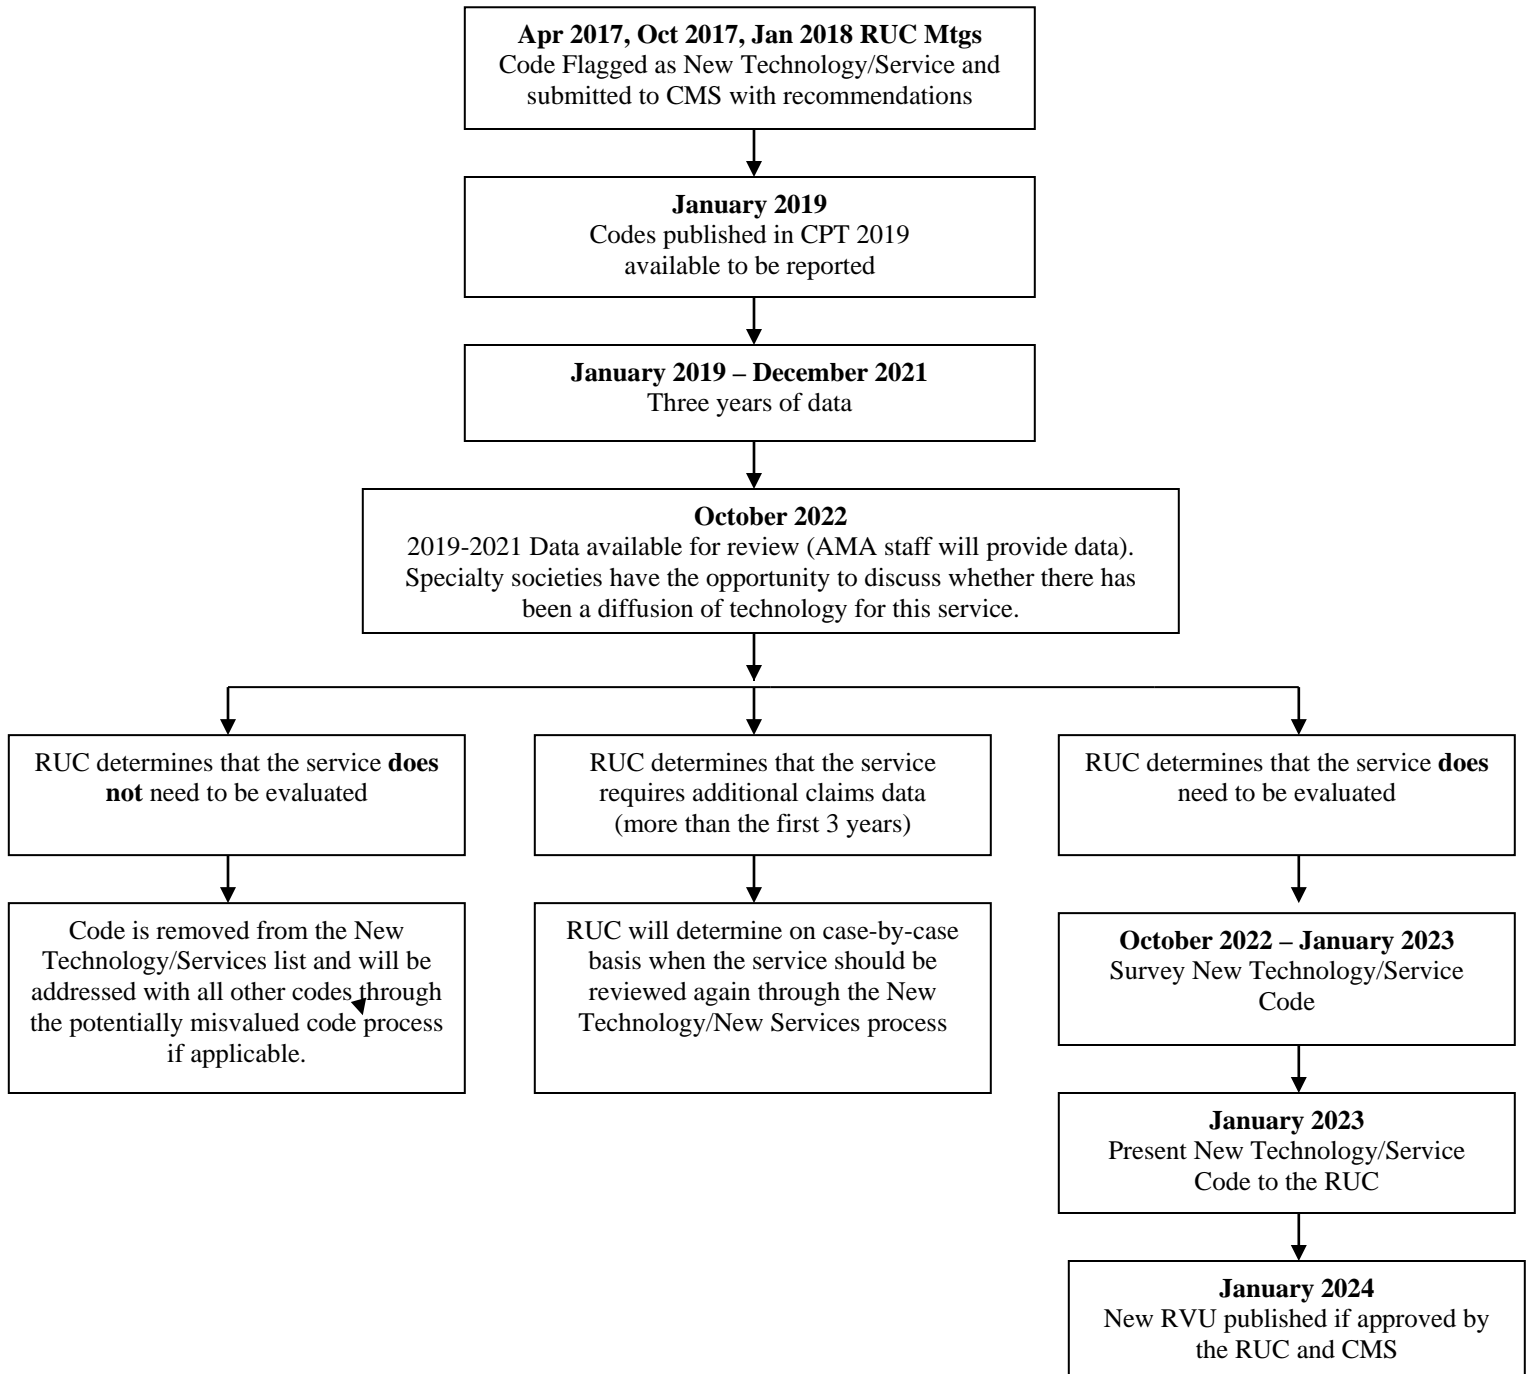 Apr 2017, Oct 2017, Jan 2018 RUC Mtgs
Code Flagged as New Technology/Service and
submitted to CMS with recommendations
January 2019
Codes published in CPT 2019
available to be reported
January 2019 – December 2021
Three years of data
October 2022
2019-2021 Data available for review (AMA staff will provide data).
Specialty societies have the opportunity to discuss whether there has
been a diffusion of technology for this service.
RUC determines that the service does
not need to be evaluated
RUC determines that the service
requires additional claims data
(more than the first 3 years)
RUC determines that the service does
need to be evaluated
Code is removed from the New
Technology/Services list and will be
addressed with all other codes through
the potentially misvalued code process
if applicable.
RUC will determine on case-by-case
basis when the service should be
reviewed again through the New
Technology/New Services process
October 2022 – January 2023
Survey New Technology/Service
Code
January 2023
Present New Technology/Service
Code to the RUC
January 2024
New RVU published if approved by
the RUC and CMS